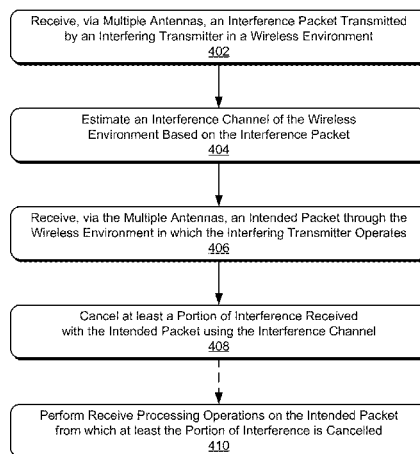 Receive, via Multiple Antennas, an Interference Packet Transmitted
by an Interfering Transmitter in a Wireless Environment
402
Estimate an Interference Channel of the Wireless
Environment Based on the Interference Packet
404
Receive, via the Multiple Antennas, an Intended Packet through the
Wireless Environment in which the Interfering Transmitter Operates
406
Cancel at least a Portion of Interference Received
with the Intended Packet using the Interference Channel
408
Perform Receive Processing Operations on the Intended Packet
from which at least the Portion of Interference is Cancelled
410